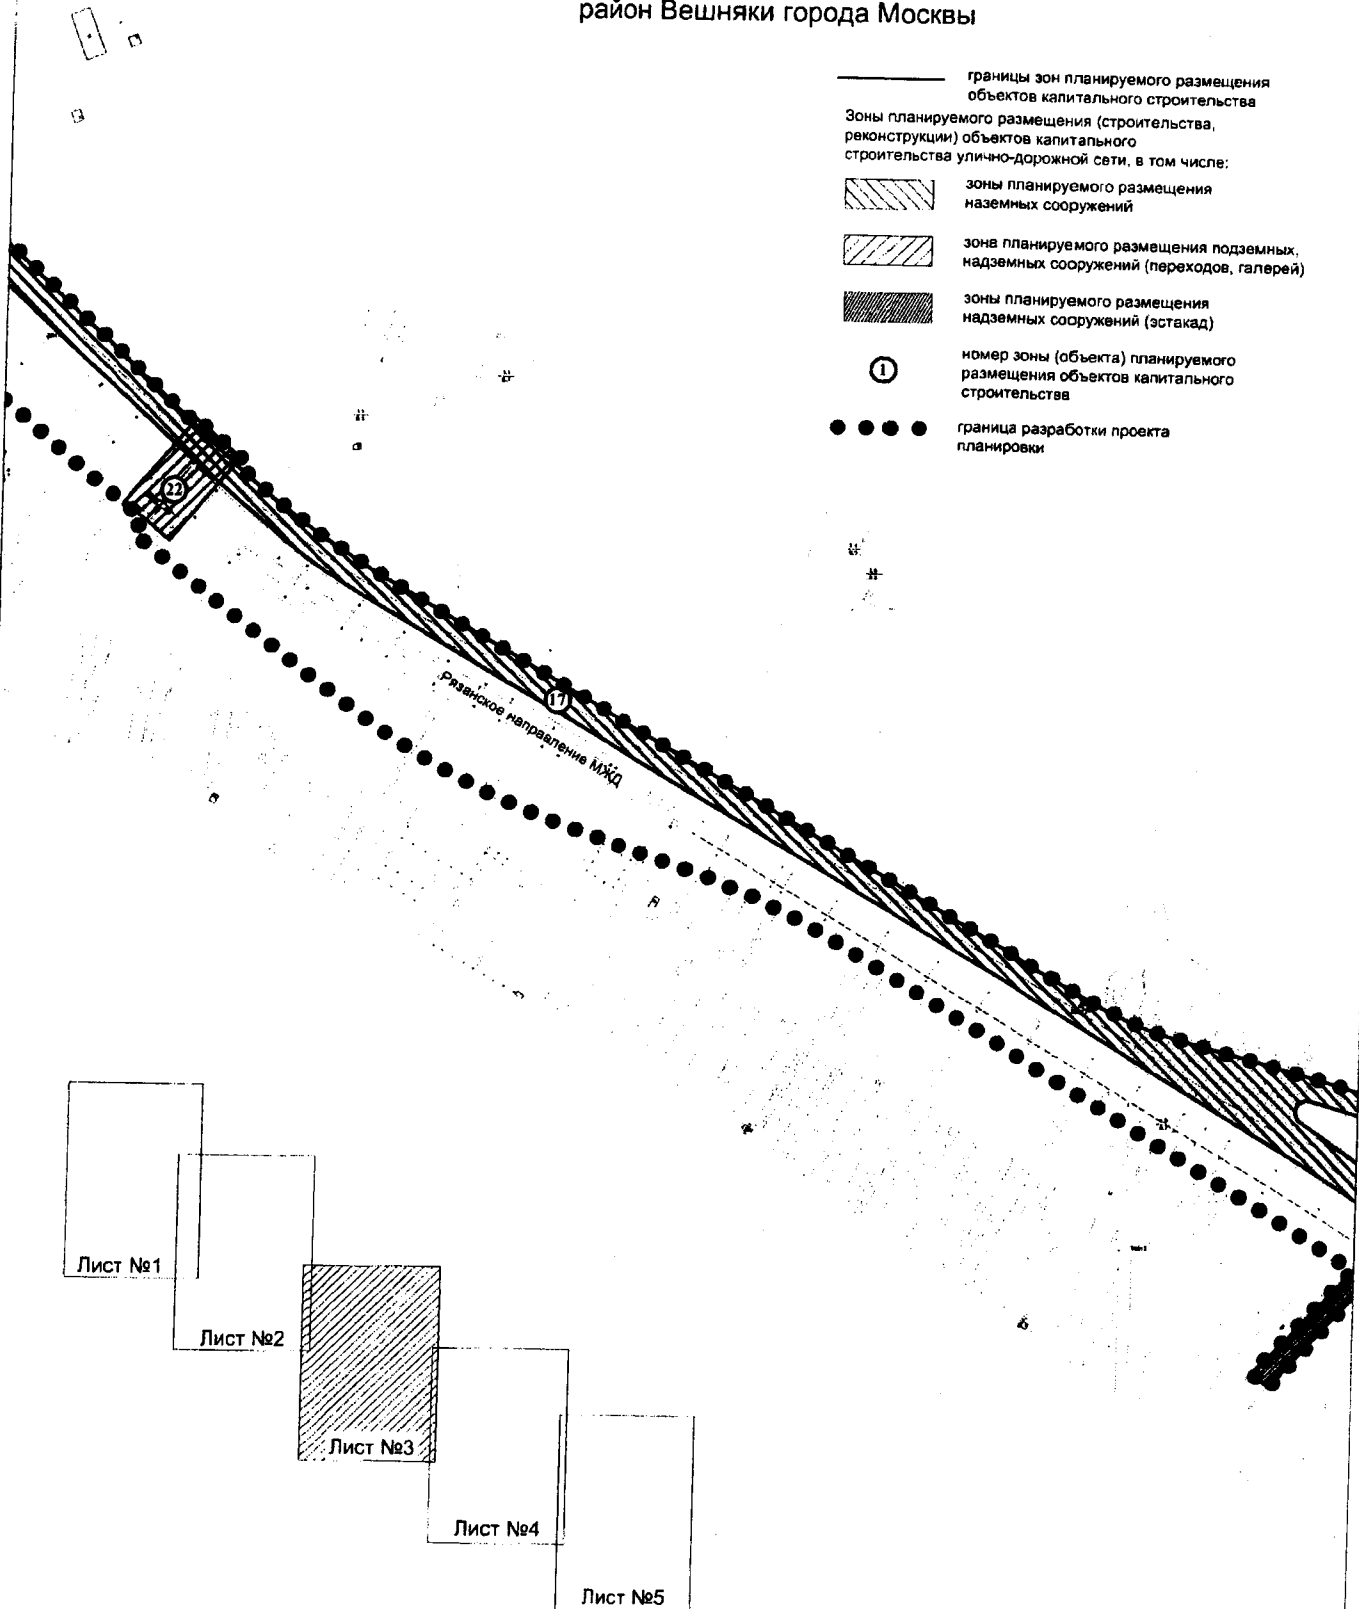 район Вешняки города Москвы
границы зон планируемого размещения
объектов капитального строительства
Зоны планируемого размещения (строительства,
реконструкции) объектов капитального
строительства улично-дорожной сети, в том числе:
зоны планируемого размещения
наземных сооружений
зона планируемого размещения подземных,
надземных сооружений (переходов, галерей)
зоны планируемого размещения
надземных сооружений (эстакад)
1
номер зоны (объекта) планируемого
размещения объектов капитального
строительства
граница разработки проекта
планировки
22
17
Рязанское направление МЖД
Лист №1
Лист №2
Лист №3
Лист №4
Лист №5